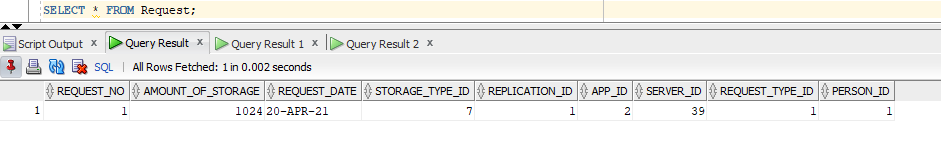 SELECT * FROM Request;
Script Output x Query Result x Query Result 1 x Query Result 2 x
SQL | All Rows Fetched: 1 in 0.002 seconds
REQUEST_NO AMOUNT_OF_STORAGE REQUEST_DATE STORAGE_TYPE_ID REPLICATION_ID APP_ID SERVER_ID REQUEST_TYPE_ID PERSON_ID
1 1 1024 20-APR-21 7 1 2 39 1 1